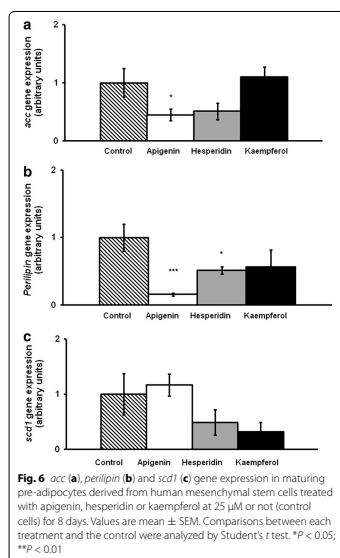 a
acc gene expression
(arbitrary units)
2
1
0
*
Control Apigenin Hesperidin Kaempferol
b
Perilipin gene expression
(arbitrary units)
2
1
0
***
*
Control Apigenin Hesperidin Kaempferol
c
scd1 gene expression
(arbitrary units)
2
1
0
Control Apigenin Hesperidin Kaempferol
Fig. 6 acc (a), perilipin (b) and scd1 (c) gene expression in maturing
pre-adipocytes derived from human mesenchymal stem cells treated
with apigenin, hesperidin or kaempferol at 25 μM or not (control
cells) for 8 days. Values are mean ± SEM. Comparisons between each
treatment and the control were analyzed by Student's t test. *P < 0.05;
**P < 0.01